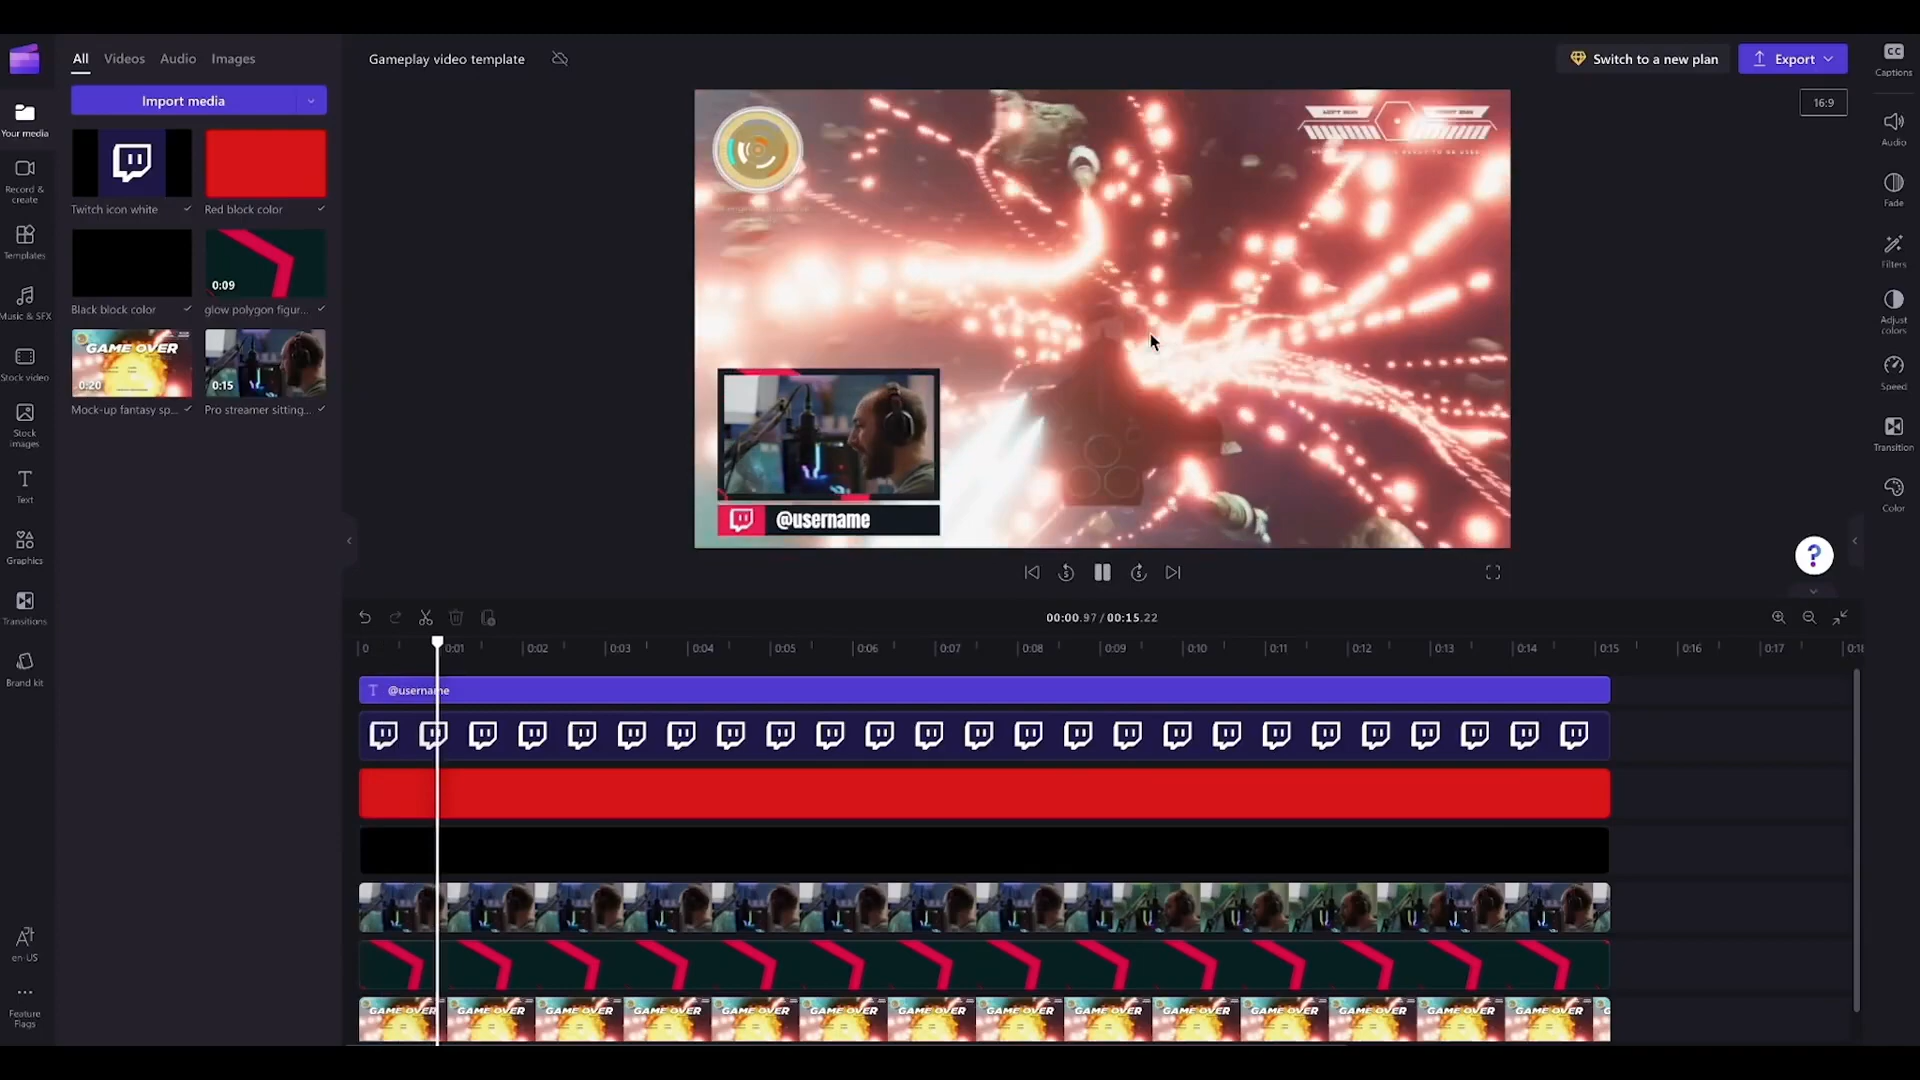 All Videos Audio Images
Gameplay video template
Switch to a new plan
Export
CC
Captions
Import media
16:9
Your media
Audio
Record & create
Twitch icon white
Red block color
Fade
Templates
Filters
0:09
Black block color
glow polygon figur...
Music & SFX
Adjust colors
GAME OVER
0:20
0:15
Stock video
Speed
Mock-up fantasy sp...
Pro streamer sitting...
Stock images
Transition
Text
Color
@username
Graphics
?
5
5
Transitions
00:00.97 / 00:15.22
0 0:01 0:02 0:03 0:04 0:05 0:06 0:07 0:08 0:09 0:10 0:11 0:12 0:13 0:14 0:15 0:16 0:17
Brand kit
T @username
en-US
Feature Flags
GAME OVER GAME OVER GAME OVER GAME OVER GAME OVER GAME OVER GAME OVER GAME OVER GAME OVER GAME OVER GAME OVER GAME OVER GAME OVER GAME OVER